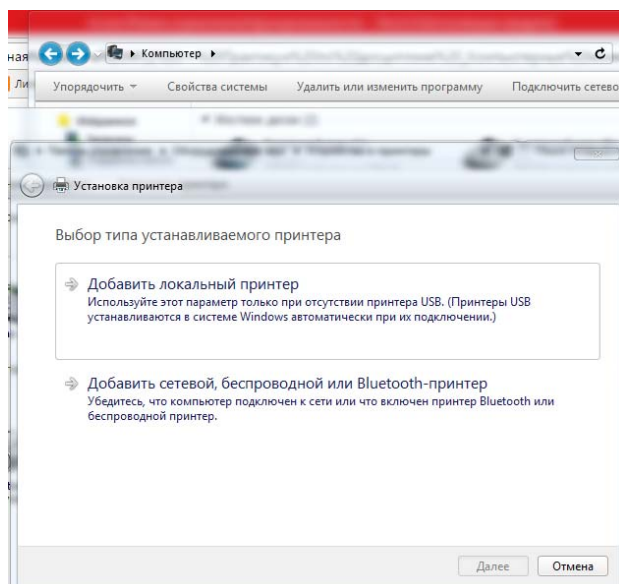 ная
Компьютер
Ли
Упорядочить Свойства системы Удалить или изменить программу Подключить сетево
Установка принтера
Выбор типа устанавливаемого принтера
Добавить локальный принтер
Используйте этот параметр только при отсутствии принтера USB. (Принтеры USB
устанавливаются в системе Windows автоматически при их подключении.)
Добавить сетевой, беспроводной или Bluetooth-принтер
Убедитесь, что компьютер подключен к сети или что включен принтер Bluetooth или
беспроводной принтер.
Далее Отмена